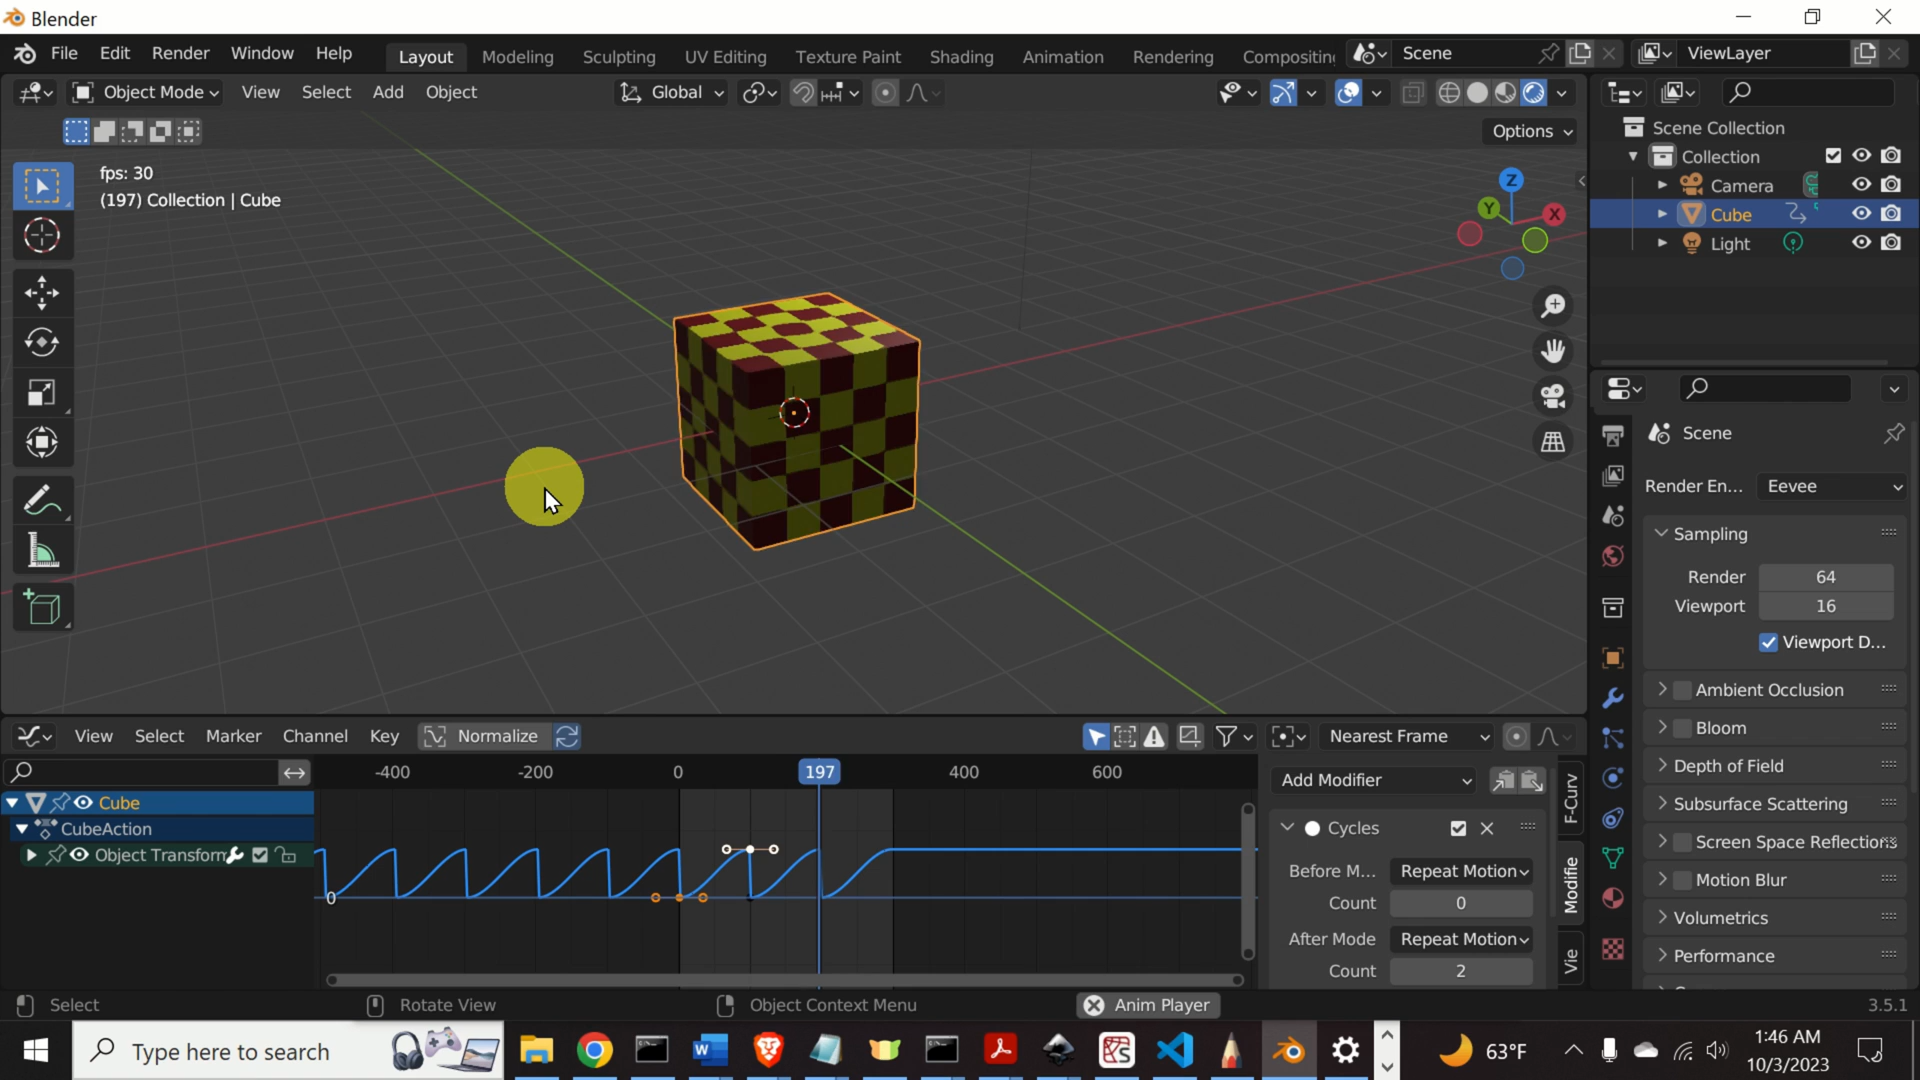 Blender
File Edit Render Window Help Layout Modeling Sculpting UV Editing Texture Paint Shading Animation Rendering Compositing Scene ViewLayer
Object Mode View Select Add Object Global
Options
fps: 30
(197) Collection | Cube
Z
Y
X
Scene Collection
Collection
Camera
Cube
Light
Scene
Render En... Eevee
Sampling
Render 64
Viewport 16
Viewport D...
Ambient Occlusion
Bloom
Depth of Field
Subsurface Scattering
Screen Space Reflections
Motion Blur
Volumetrics
Performance
View Select Marker Channel Key Normalize Nearest Frame
-400 -200 0 197 400 600
Cube
CubeAction
Object Transform
0
Add Modifier
Cycles
Before M... Repeat Motion
Count 0
After Mode Repeat Motion
Count 2
F-Curv
Modifie
Vie
Select Rotate View Object Context Menu Anim Player 3.5.1
Type here to search
63°F
1:46 AM
10/3/2023